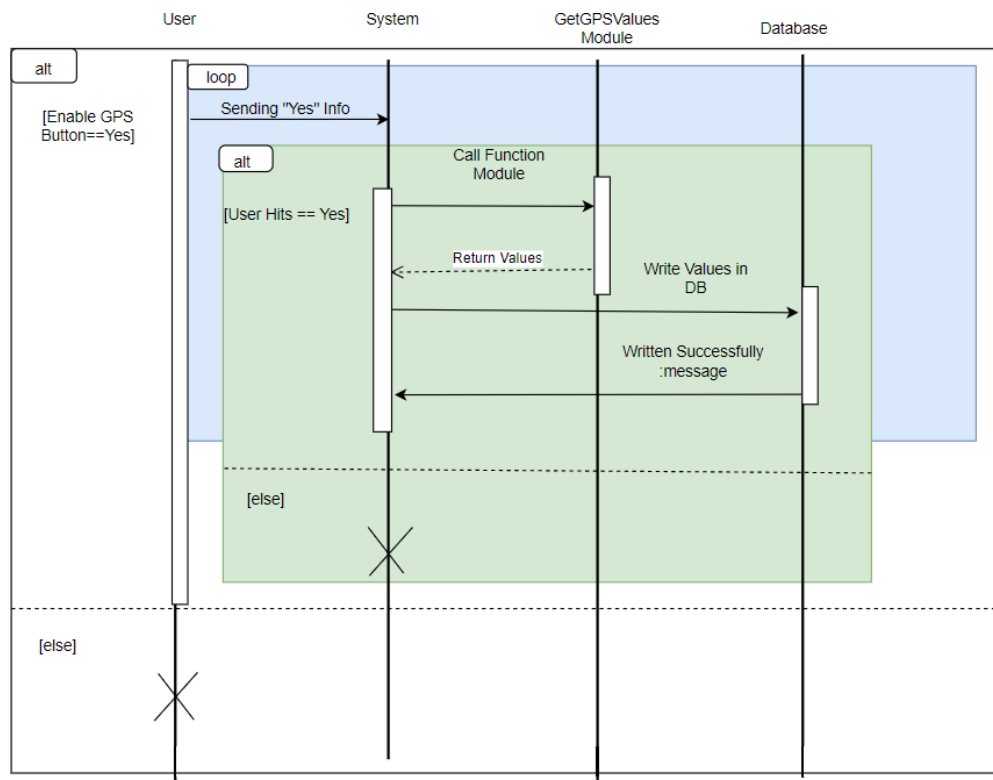 User
System
GetGPSValues
Module
Database
alt
loop
[Enable GPS
Button==Yes]
Sending "Yes" Info
alt
Call Function
Module
[User Hits == Yes]
Return Values
Write Values in
DB
Written Successfully
:message
[else]
[else]